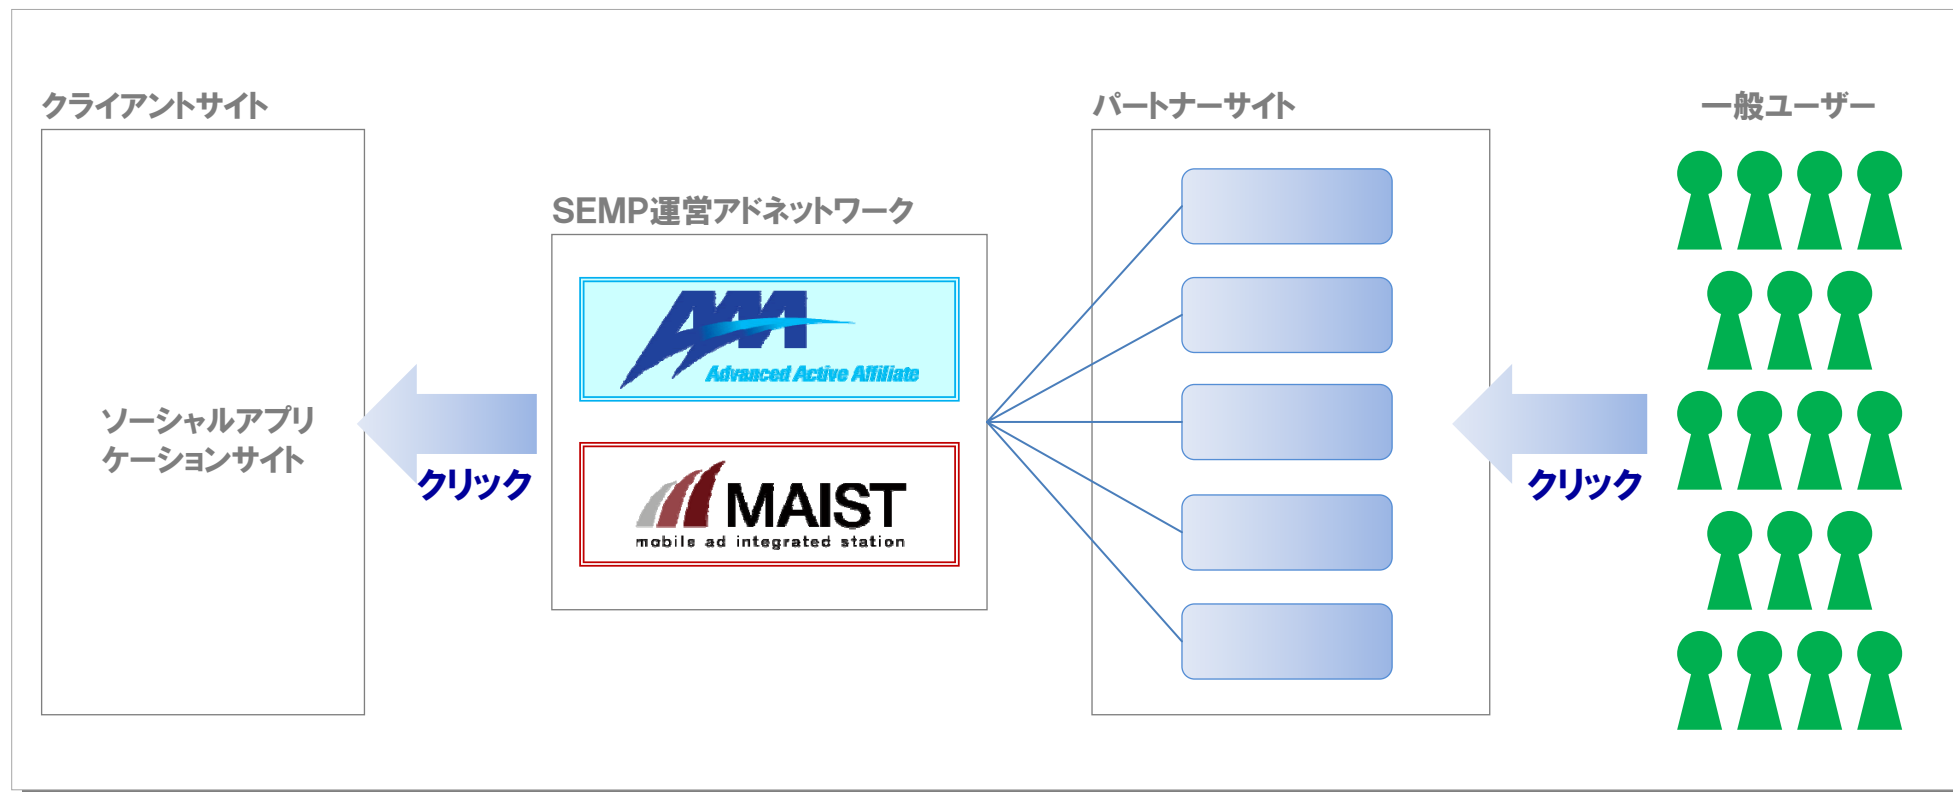 クライアントサイト
ソーシャルアプリ
ケーションサイト
クリック
SEMP運営アドネットワーク
AAA
Advanced Active Affiliate
MAIST
mobile ad integrated station
パートナーサイト
クリック
一般ユーザー